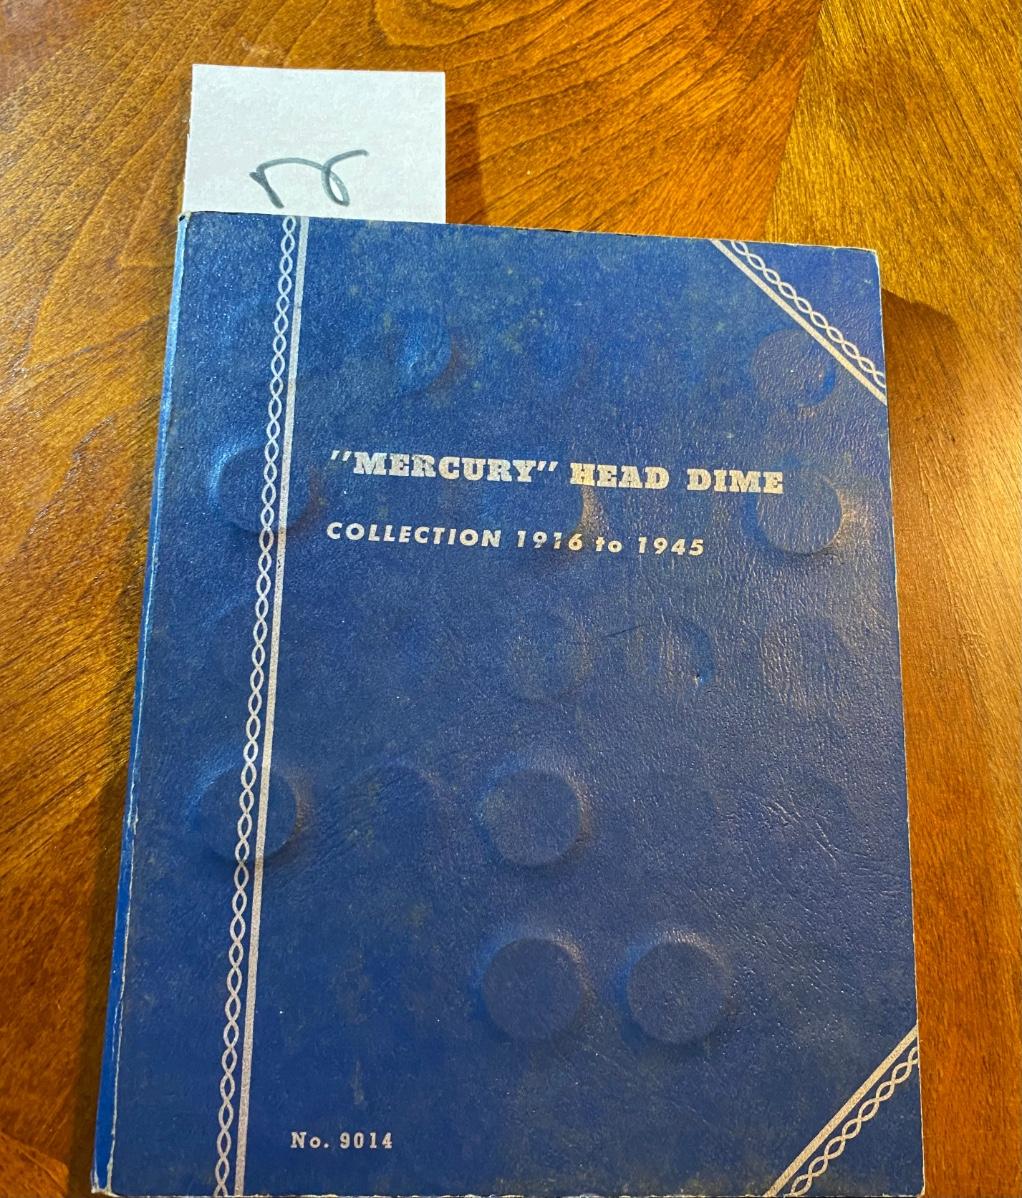 "MERCURY" HEAD DIME
COLLECTION 1916 to 1945
No. 9014